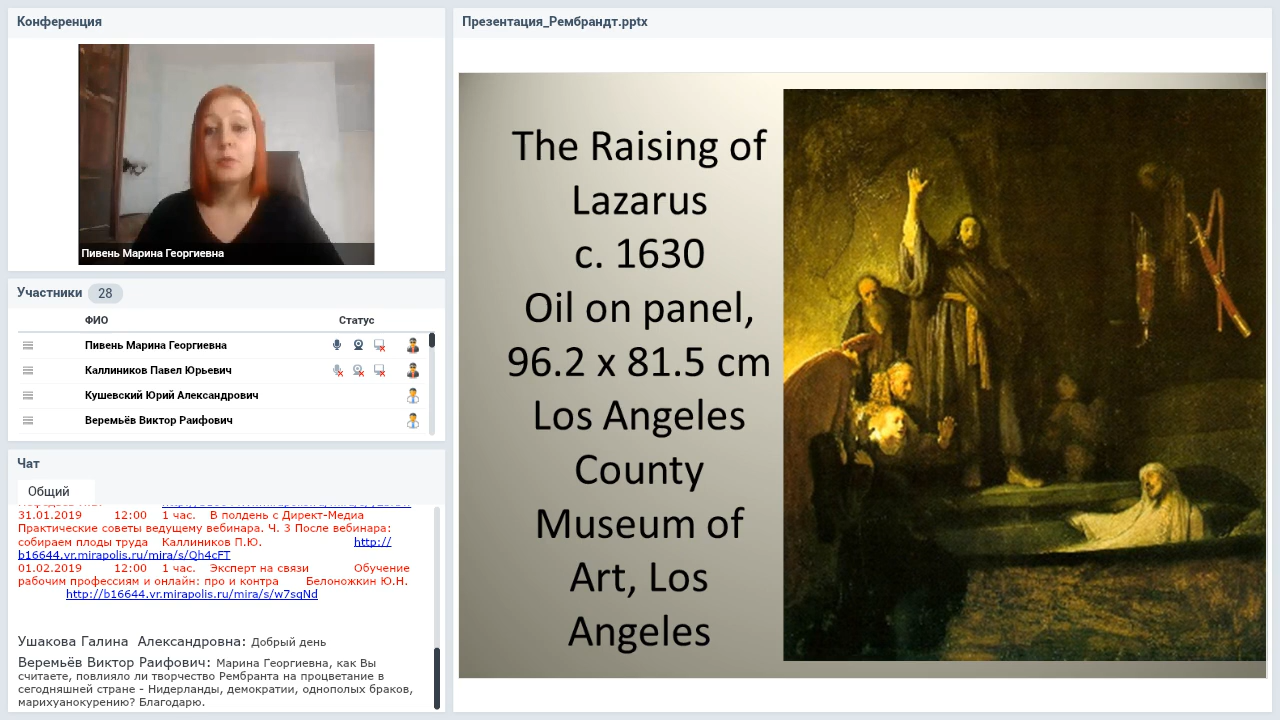 Конференция
Пивень Марина Георгиевна
Участники 28
ФИО Статус
Пивень Марина Георгиевна
Каллиников Павел Юрьевич
Кушевский Юрий Александрович
Веремьёв Виктор Раифович
Чат
Общий
31.01.2019 12:00 1 час. В полдень с Директ-Медиа
Практические советы ведущему вебинара. Ч. 3 После вебинара:
собираем плоды труда Каллиников П.Ю. http://
b16644.vr.mirapolis.ru/mira/s/Qh4cFT
01.02.2019 12:00 1 час. Эксперт на связи Обучение
рабочим профессиям и онлайн: про и контра Белоножкин Ю.Н.
http://b16644.vr.mirapolis.ru/mira/s/w7sqNd
Ушакова Галина Александровна: Добрый день
Веремьёв Виктор Раифович: Марина Георгиевна, как Вы
считаете, повлияло ли творчество Рембранта на процветание в
сегодняшней стране - Нидерланды, демократии, однополых браков,
марихуанокурению? Благодарю.
Презентация_Рембрандт.pptx
The Raising of
Lazarus
c. 1630
Oil on panel,
96.2 x 81.5 cm
Los Angeles
County
Museum of
Art, Los
Angeles